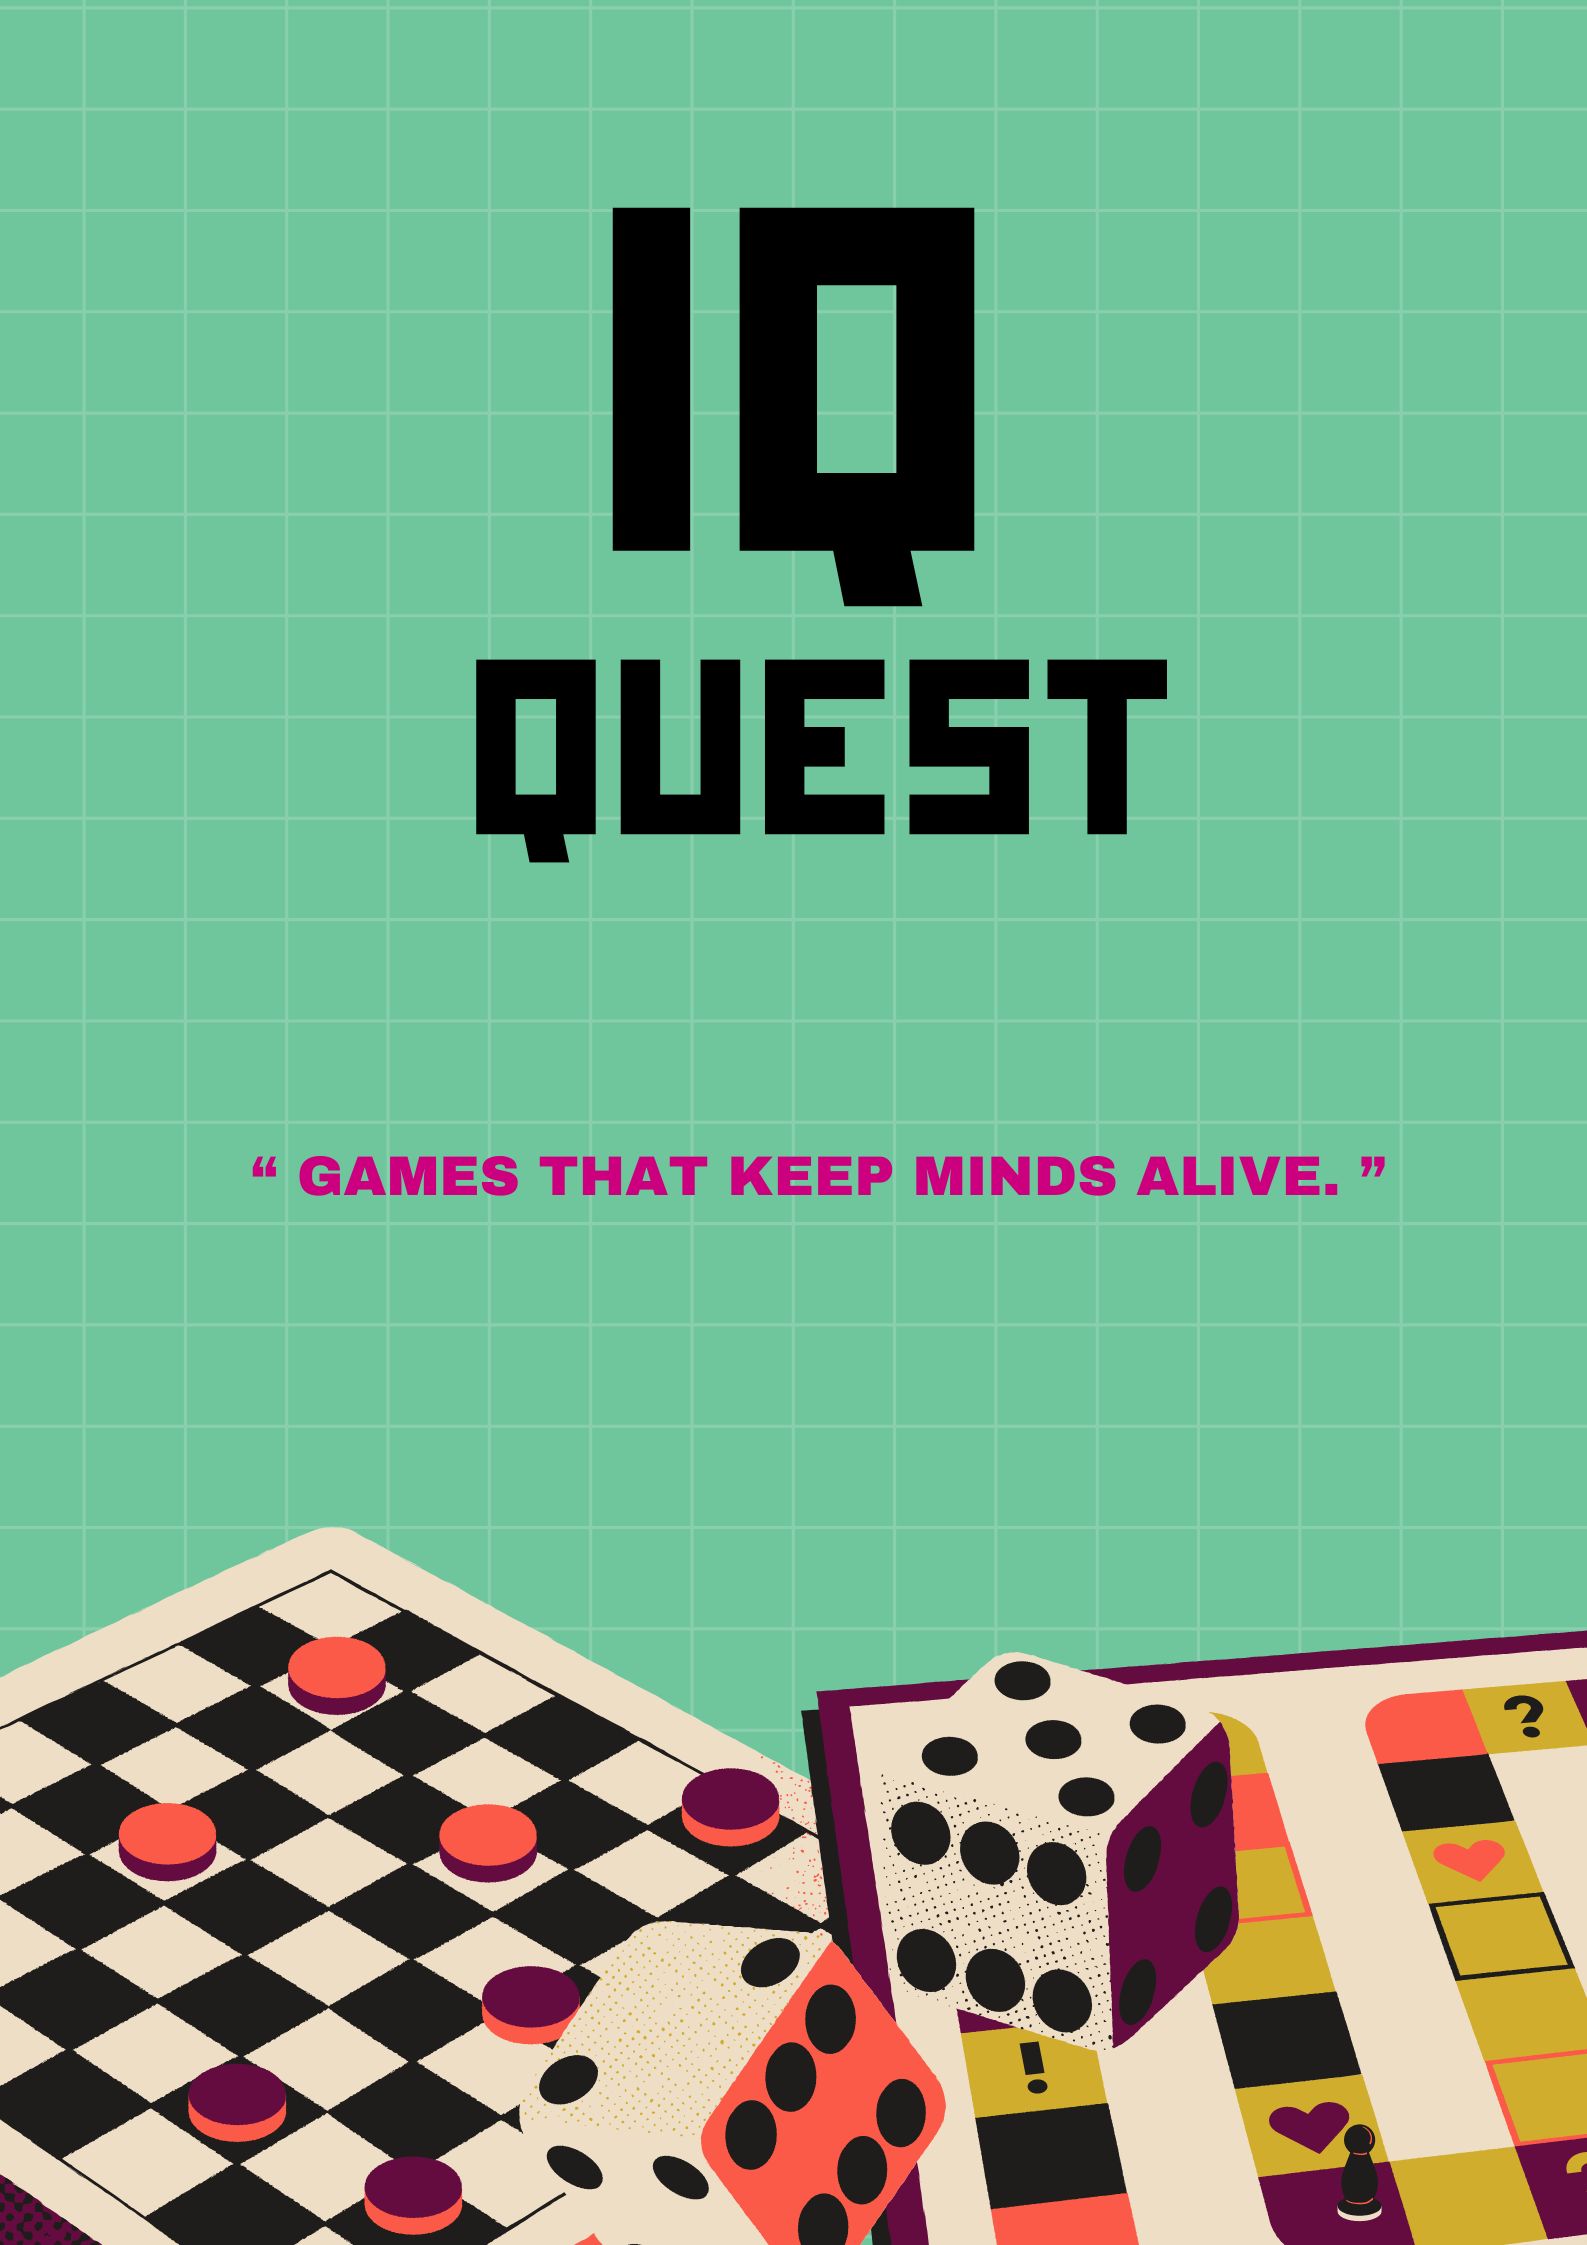 IQ
QUEST
“ GAMES THAT KEEP MINDS ALIVE. ”
?
!